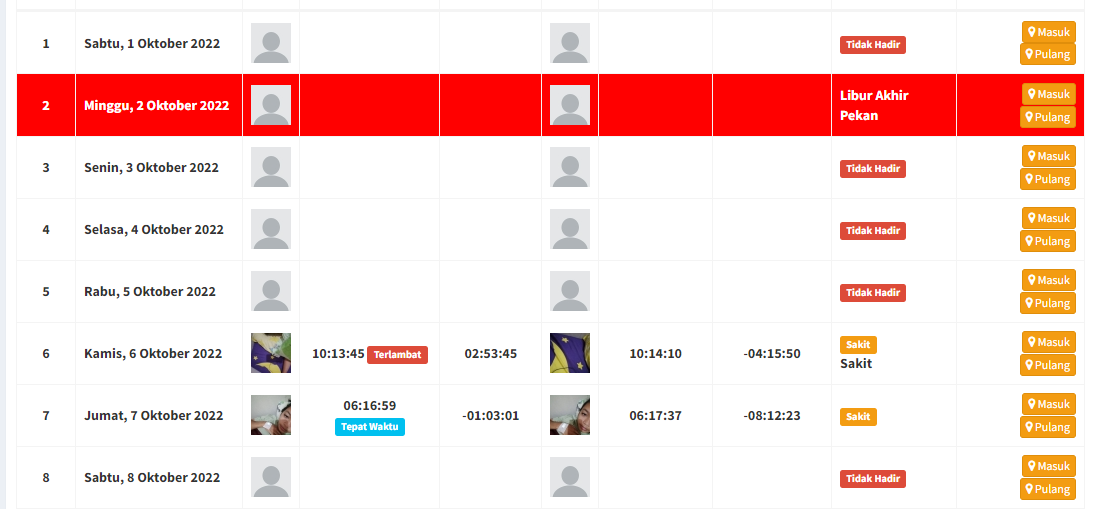 1 Sabtu, 1 Oktober 2022 Tidak Hadir Masuk
Pulang
2 Minggu, 2 Oktober 2022 Libur Akhir Pekan Masuk
Pulang
3 Senin, 3 Oktober 2022 Tidak Hadir Masuk
Pulang
4 Selasa, 4 Oktober 2022 Tidak Hadir Masuk
Pulang
5 Rabu, 5 Oktober 2022 Tidak Hadir Masuk
Pulang
6 Kamis, 6 Oktober 2022 10:13:45 Terlambat 02:53:45 10:14:10 -04:15:50 Sakit Masuk
Sakit Pulang
7 Jumat, 7 Oktober 2022 06:16:59 -01:03:01 06:17:37 -08:12:23 Sakit Masuk
Tepat Waktu Pulang
8 Sabtu, 8 Oktober 2022 Tidak Hadir Masuk
Pulang